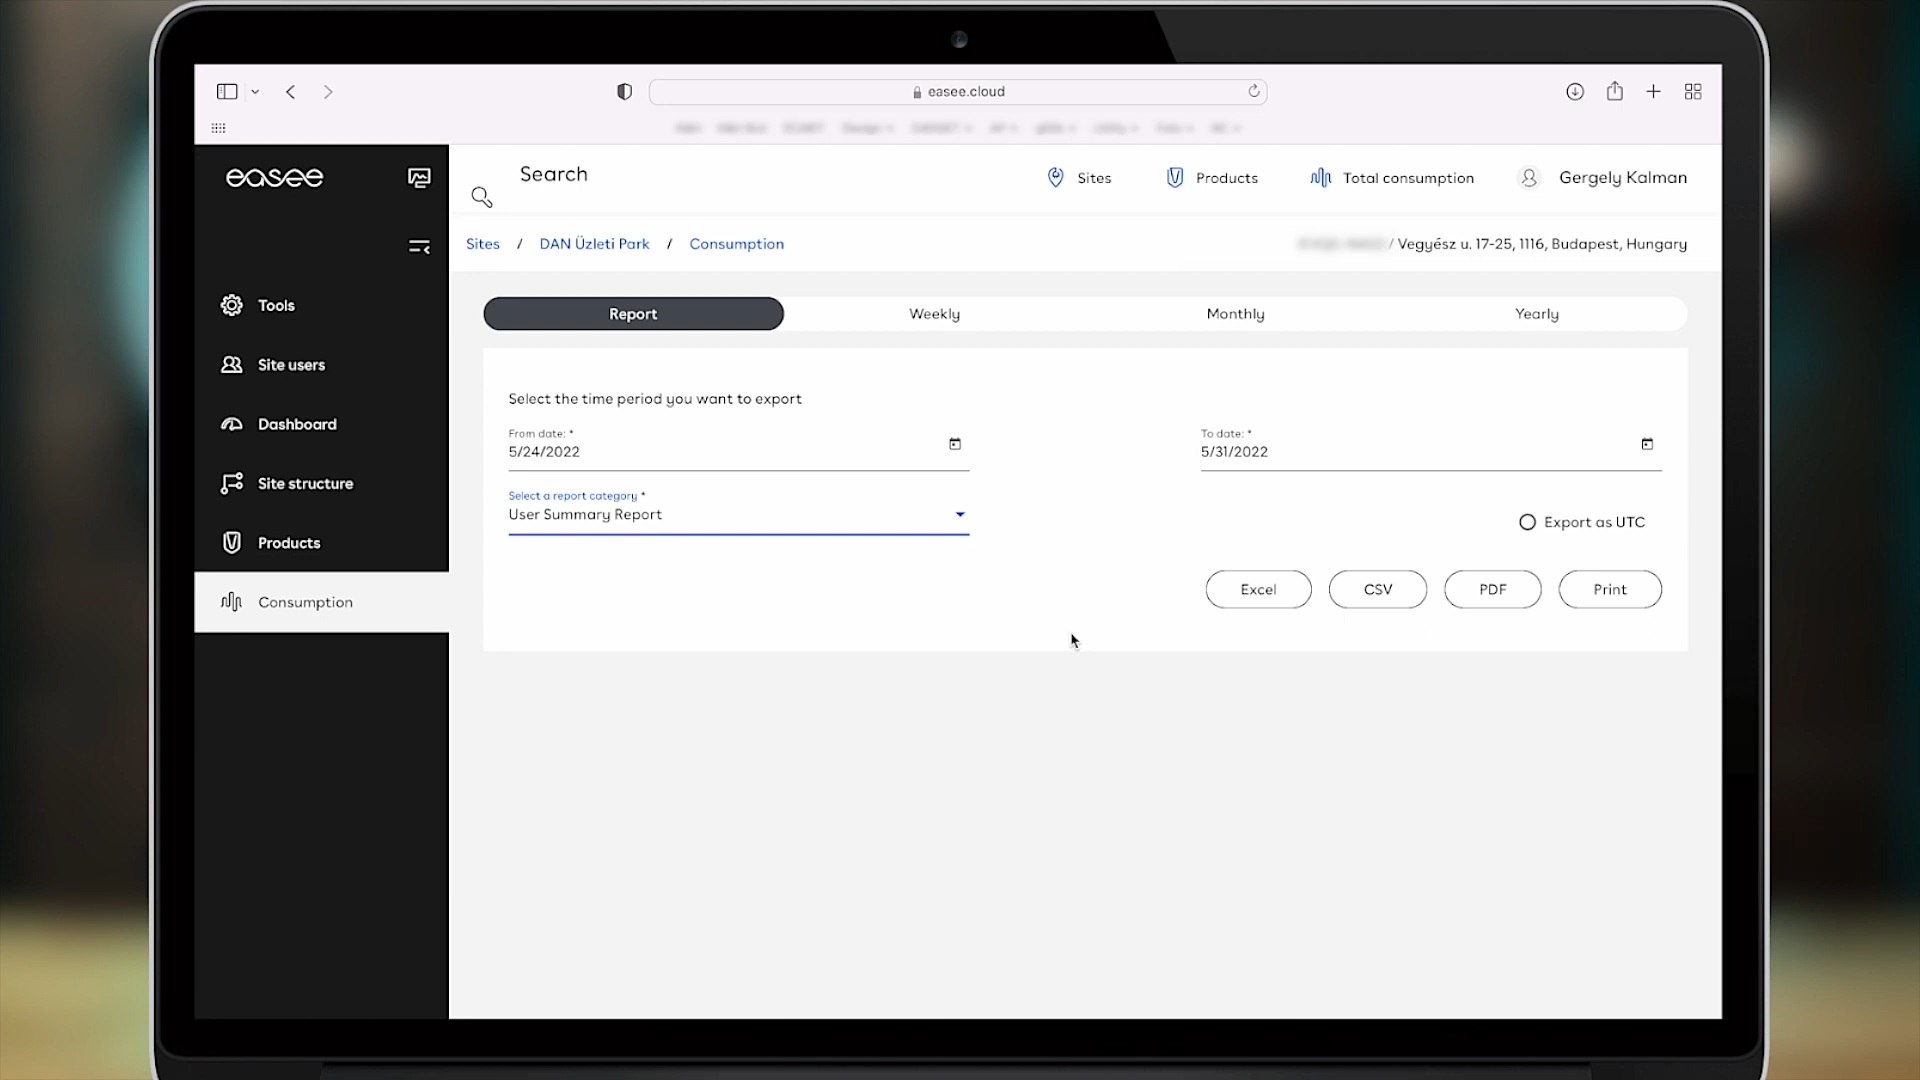 easee.cloud
easee
Search
Sites
Products
Total consumption
Gergely Kalman
Sites / DAN Üzleti Park / Consumption
/ Vegyész u. 17-25, 1116, Budapest, Hungary
Tools
Site users
Dashboard
Site structure
Products
Consumption
Report
Weekly
Monthly
Yearly
Select the time period you want to export
From date: *
5/24/2022
To date: *
5/31/2022
Select a report category *
User Summary Report
Export as UTC
Excel
CSV
PDF
Print